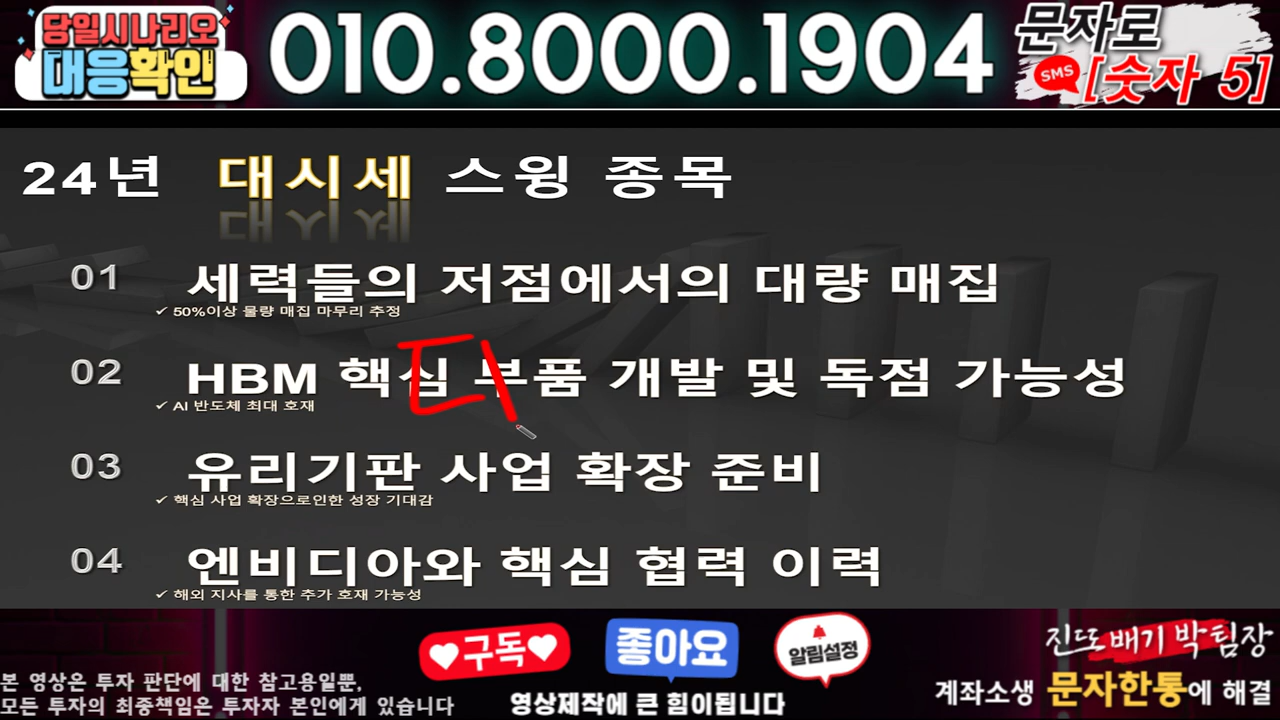 당일시나리오
대응확인
010.8000.1904
문자로
SMS [숫자 5]
24년 대시세 스윙 종목
01 세력들의 저점에서의 대량 매집
✓ 50%이상 물량 매집 마무리 추정
02 HBM 핵심 부품 개발 및 독점 가능성
✓ AI 반도체 최대 호재
03 유리기판 사업 확장 준비
✓ 핵심 사업 확장으로인한 성장 기대감
04 엔비디아와 핵심 협력 이력
✓ 해외 지사를 통한 추가 호재 가능성
구독
좋아요
알림설정
영상제작에 큰 힘이됩니다
본 영상은 투자 판단에 대한 참고용일뿐,
모든 투자의 최종책임은 투자자 본인에게 있습니다
진또배기 박팀장
계좌소생 문자한통에 해결